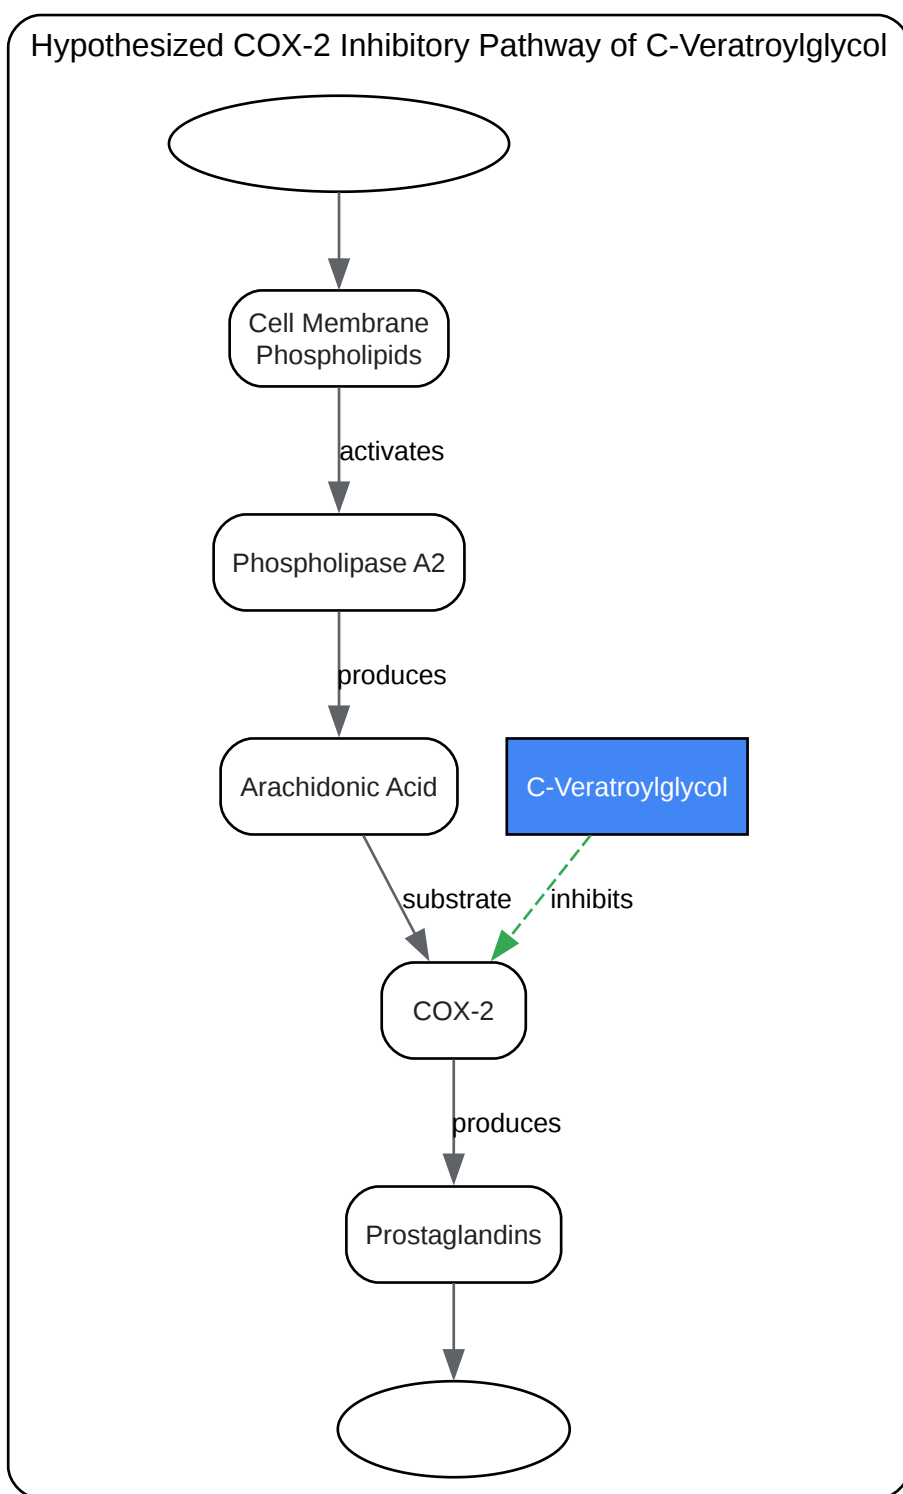 Hypothesized COX-2 Inhibitory Pathway of C-Veratroylglycol
Cell Membrane
Phospholipids
activates
Phospholipase A2
produces
Arachidonic Acid
C-Veratroylglycol
substrate
inhibits
COX-2
produces
Prostaglandins